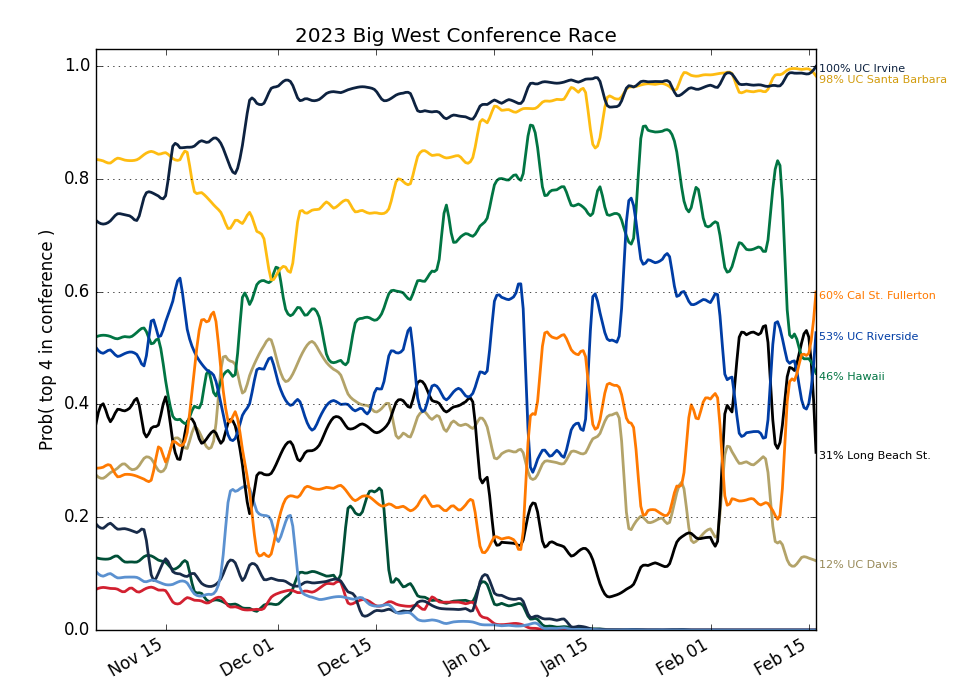 2023 Big West Conference Race
Prob( top 4 in conference )
1.0
0.8
0.6
0.4
0.2
0.0
100% UC Irvine
98% UC Santa Barbara
60% Cal St. Fullerton
53% UC Riverside
46% Hawaii
31% Long Beach St.
12% UC Davis
Nov 15
Dec 01
Dec 15
Jan 01
Jan 15
Feb 01
Feb 15